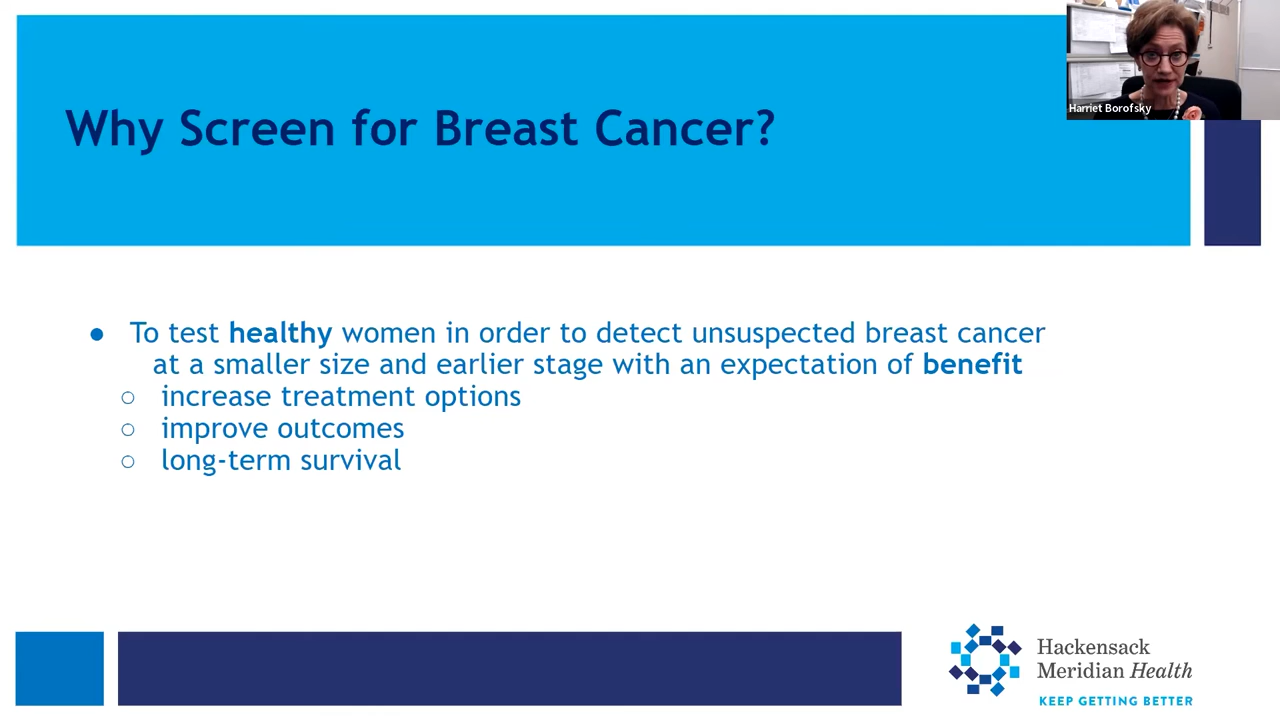 Harriet Borofsky
Why Screen for Breast Cancer?
● To test healthy women in order to detect unsuspected breast cancer
at a smaller size and earlier stage with an expectation of benefit
○ increase treatment options
○ improve outcomes
○ long-term survival
Hackensack
Meridian Health
KEEP GETTING BETTER